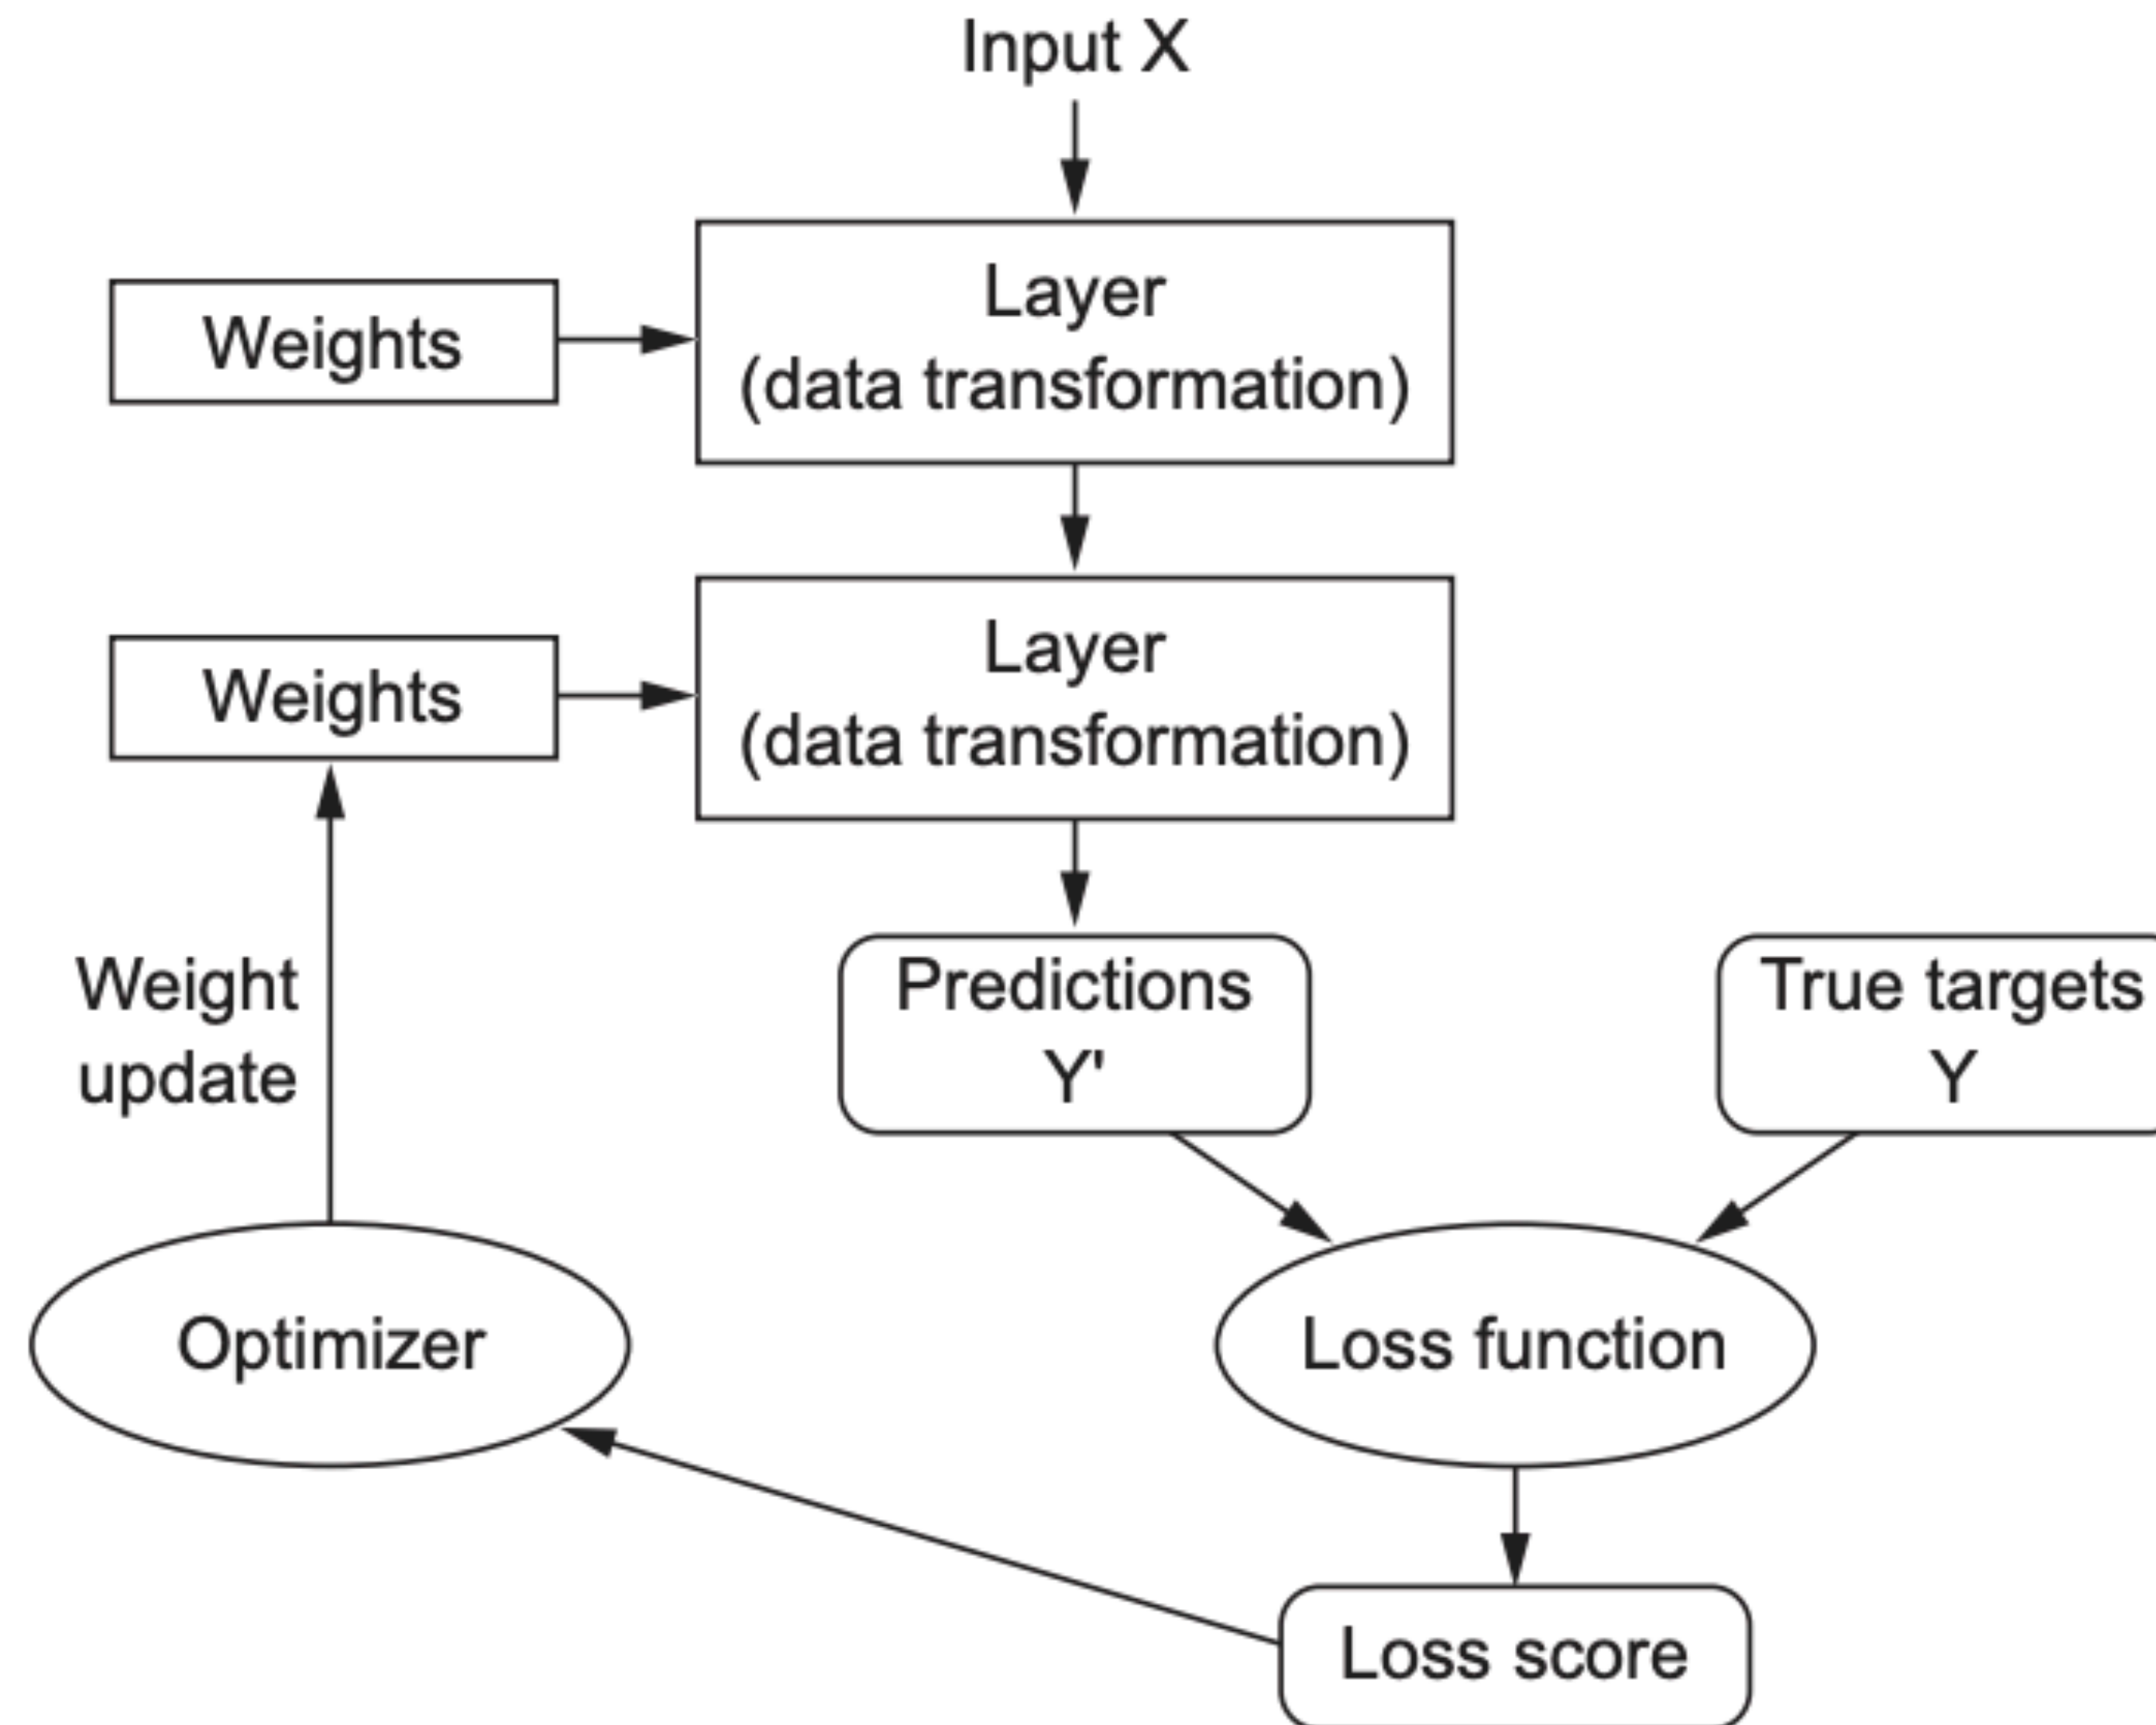 Input X
Weights
Layer
(data transformation)
Weights
Layer
(data transformation)
Weight
update
Predictions
Y'
True targets
Y
Optimizer
Loss function
Loss score